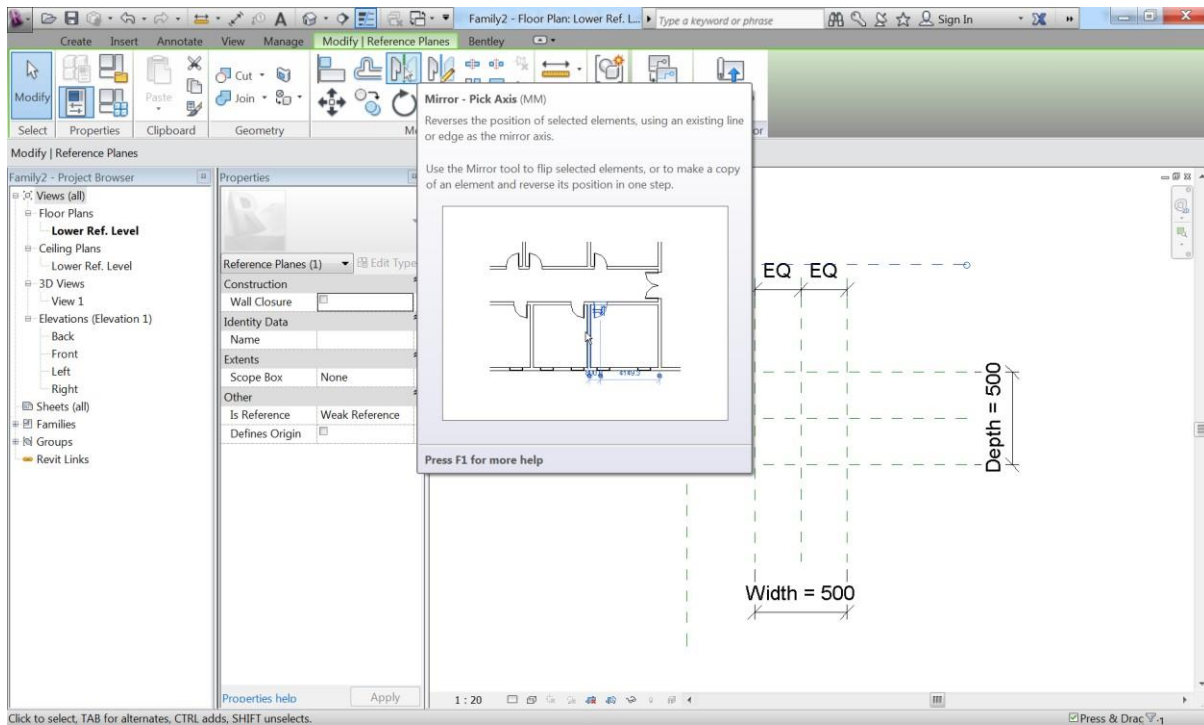 Family2 - Floor Plan: Lower Ref. L...
Type a keyword or phrase
Sign In
Create Insert Annotate View Manage Modify | Reference Planes Bentley
Modify
Paste
Cut
Join
Select Properties Clipboard Geometry
Modify | Reference Planes
Mirror - Pick Axis (MM)
Reverses the position of selected elements, using an existing line
or edge as the mirror axis.
Use the Mirror tool to flip selected elements, or to make a copy
of an element and reverse its position in one step.
Press F1 for more help
Family2 - Project Browser
Views (all)
Floor Plans
Lower Ref. Level
Ceiling Plans
Lower Ref. Level
3D Views
View 1
Elevations (Elevation 1)
Back
Front
Left
Right
Sheets (all)
Families
Groups
Revit Links
Properties
Reference Planes (1) Edit Type
Construction
Wall Closure
Identity Data
Name
Extents
Scope Box None
Other
Is Reference Weak Reference
Defines Origin
Properties help Apply
EQ EQ
Depth = 500
Width = 500
1 : 20
Click to select, TAB for alternates, CTRL adds, SHIFT unselects.
Press & Drag